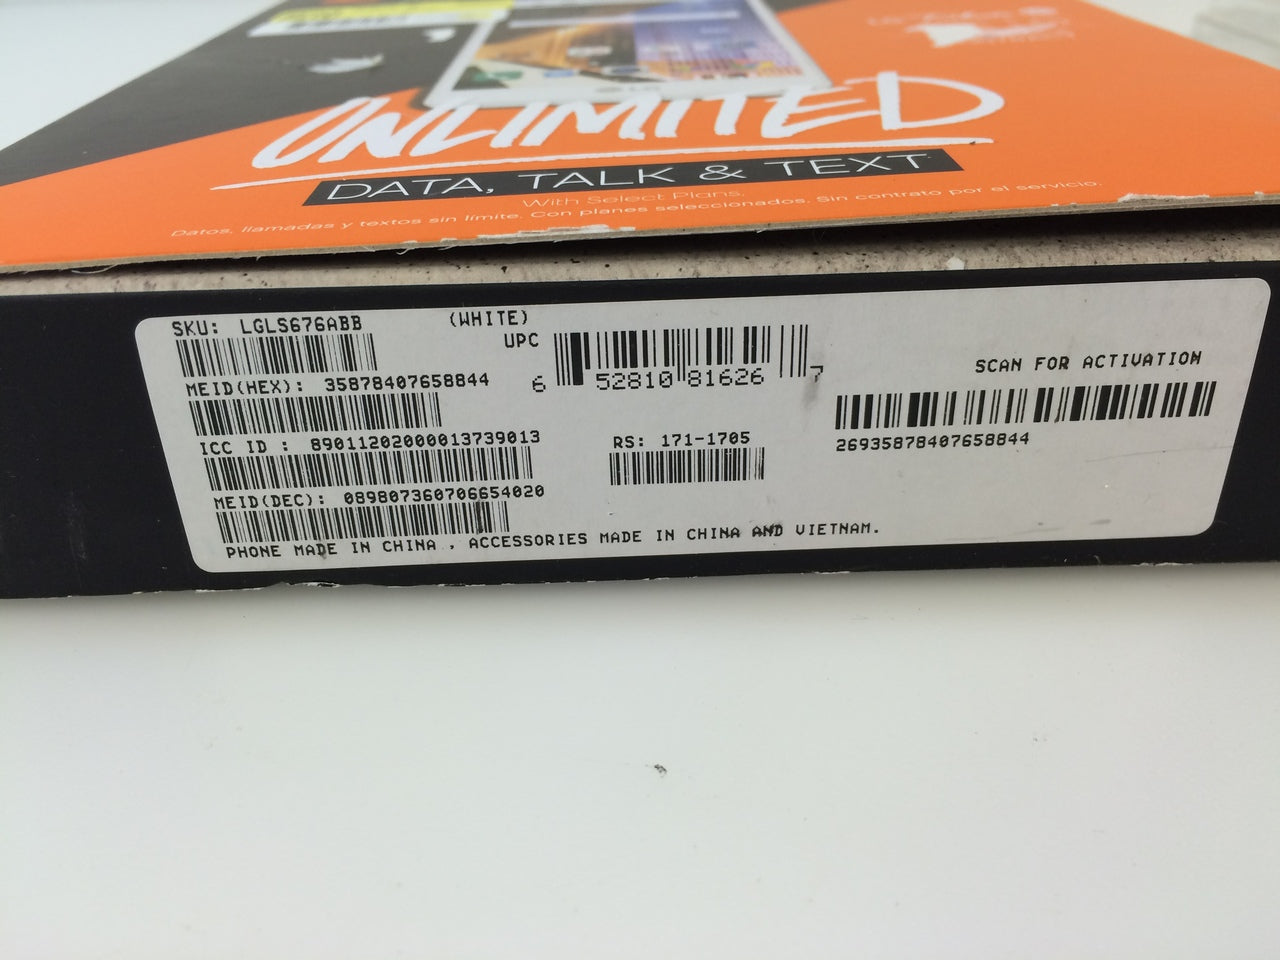 UNLIMITED
DATA, TALK & TEXT
With Select Plans.
Datos, llamadas y textos sin límite. Con planes seleccionados. Sin contrato por el servicio.
SKU: LGLS676ABB (WHITE)
UPC
6 52810 81626 7
MEID(HEX): 35878407658844
SCAN FOR ACTIVATION
26935878407658844
ICC ID : 89011202000013739013
RS: 171-1705
MEID(DEC): 089807360706654020
PHONE MADE IN CHINA , ACCESSORIES MADE IN CHINA AND VIETNAM.